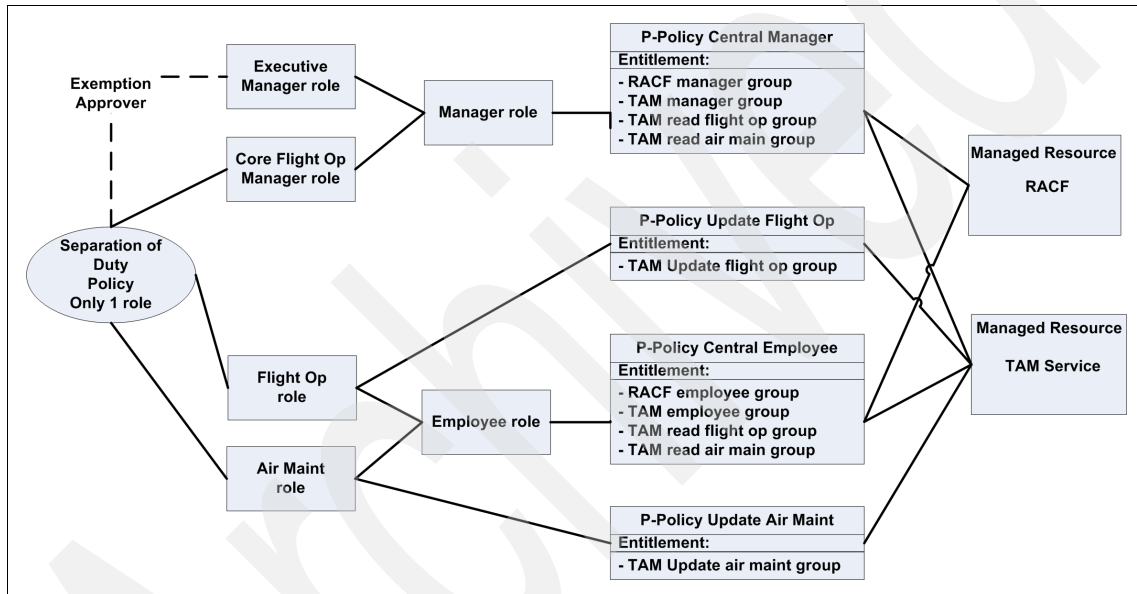 Exemption
Approver
Executive
Manager role
Core Flight Op
Manager role
Manager role
Separation of
Duty
Policy
Only 1 role
Flight Op
role
Air Maint
role
Employee role
P-Policy Central Manager
Entitlement:
- RACF manager group
- TAM manager group
- TAM read flight op group
- TAM read air main group
P-Policy Update Flight Op
Entitlement:
- TAM Update flight op group
P-Policy Central Employee
Entitlement:
- RACF employee group
- TAM employee group
- TAM read flight op group
- TAM read air main group
P-Policy Update Air Maint
Entitlement:
- TAM Update air maint group
Managed Resource
RACF
Managed Resource
TAM Service
Archived